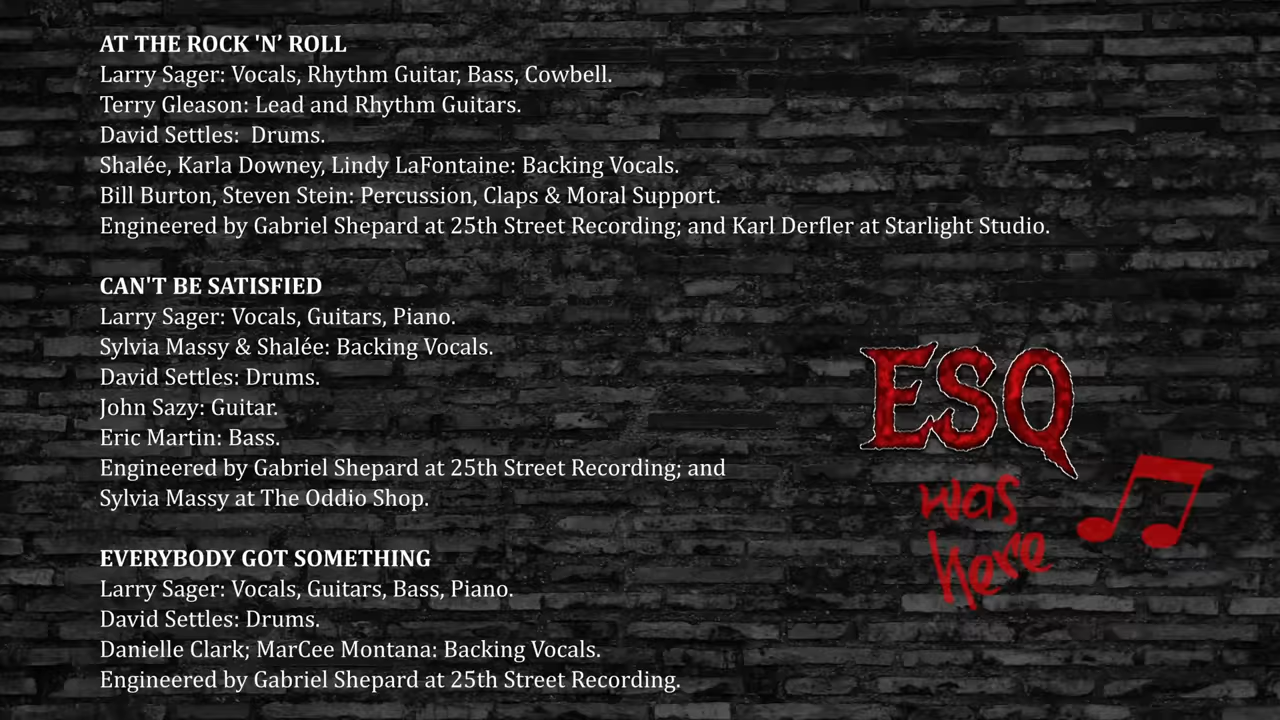 AT THE ROCK 'N’ ROLL
Larry Sager: Vocals, Rhythm Guitar, Bass, Cowbell.
Terry Gleason: Lead and Rhythm Guitars.
David Settles:  Drums.
Shalée, Karla Downey, Lindy LaFontaine: Backing Vocals.
Bill Burton, Steven Stein: Percussion, Claps & Moral Support.
Engineered by Gabriel Shepard at 25th Street Recording; and Karl Derfler at Starlight Studio.
CAN'T BE SATISFIED
Larry Sager: Vocals, Guitars, Piano.
Sylvia Massy & Shalée: Backing Vocals.
David Settles: Drums.
John Sazy: Guitar.
Eric Martin: Bass.
Engineered by Gabriel Shepard at 25th Street Recording; and
Sylvia Massy at The Oddio Shop.
EVERYBODY GOT SOMETHING
Larry Sager: Vocals, Guitars, Bass, Piano.
David Settles: Drums.
Danielle Clark; MarCee Montana: Backing Vocals.
Engineered by Gabriel Shepard at 25th Street Recording.
ESQ
was
here